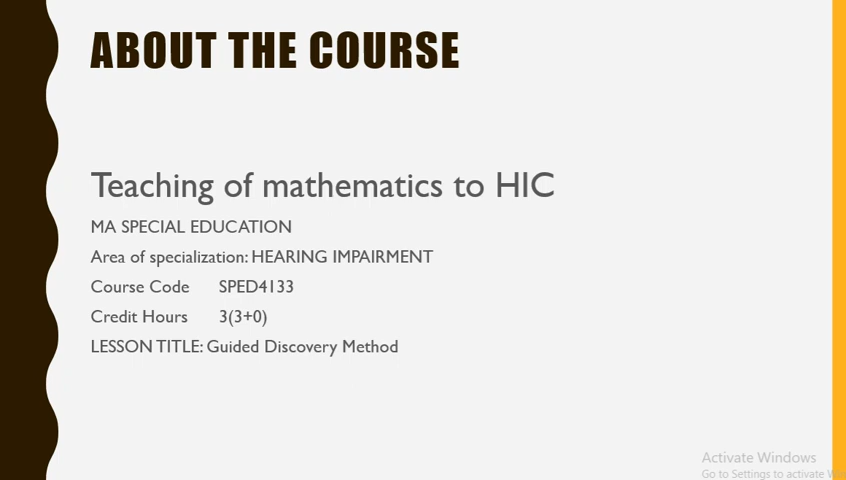 ABOUT THE COURSE
Teaching of mathematics to HIC
MA SPECIAL EDUCATION
Area of specialization: HEARING IMPAIRMENT
Course Code SPED4133
Credit Hours 3(3+0)
LESSON TITLE: Guided Discovery Method
Activate Windows
Go to Settings to activate